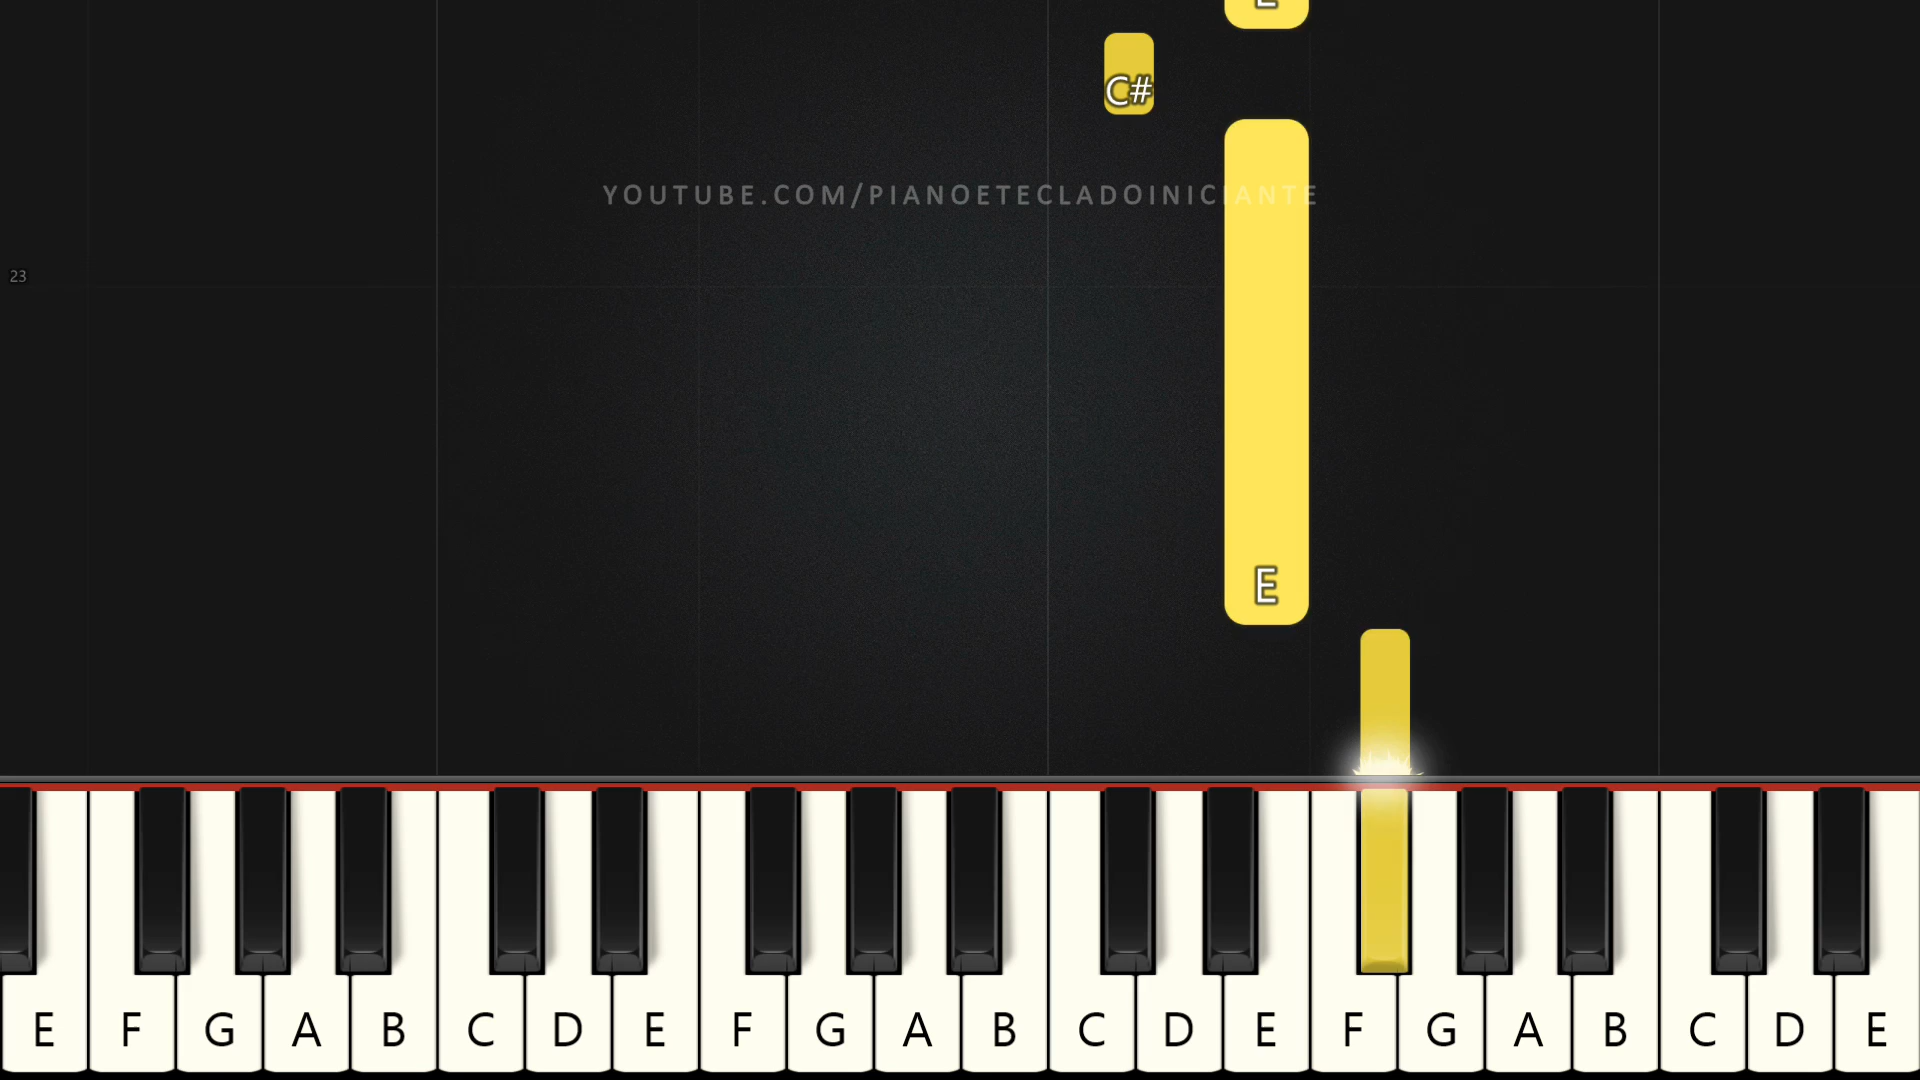 E
C#
YOUTUBE.COM/PIANOETECLADOINICIANTE
23
E
E F G A B C D E F G A B C D E F G A B C D E